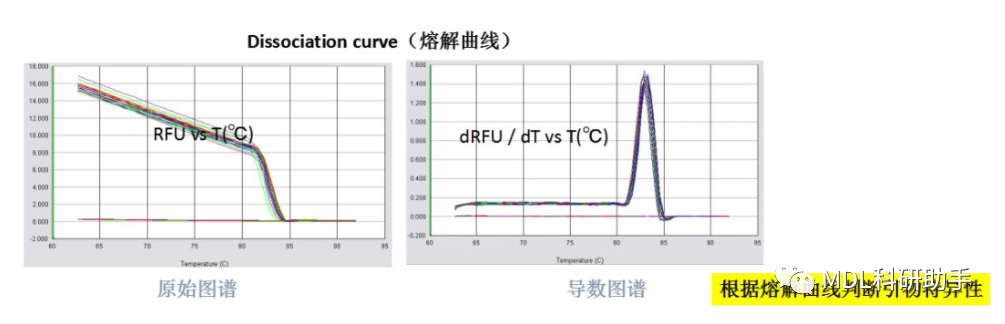 Dissociation curve（熔解曲线）
18.000
16.000
14.000
12.000
10.000
8.000
6.000
4.000
2.000
0.000
-2.000
RFU vs T(℃)
60 65 70 75 80 85 90 95
Temperature (C)
原始图谱
1.600
1.400
1.200
1.000
0.800
0.600
0.400
0.200
0.000
-0.200
dRFU / dT vs T(℃)
60 65 70 75 80 85 90 95
Temperature (C)
导数图谱
根据熔解曲线判断引物特异性
MDL科研助手